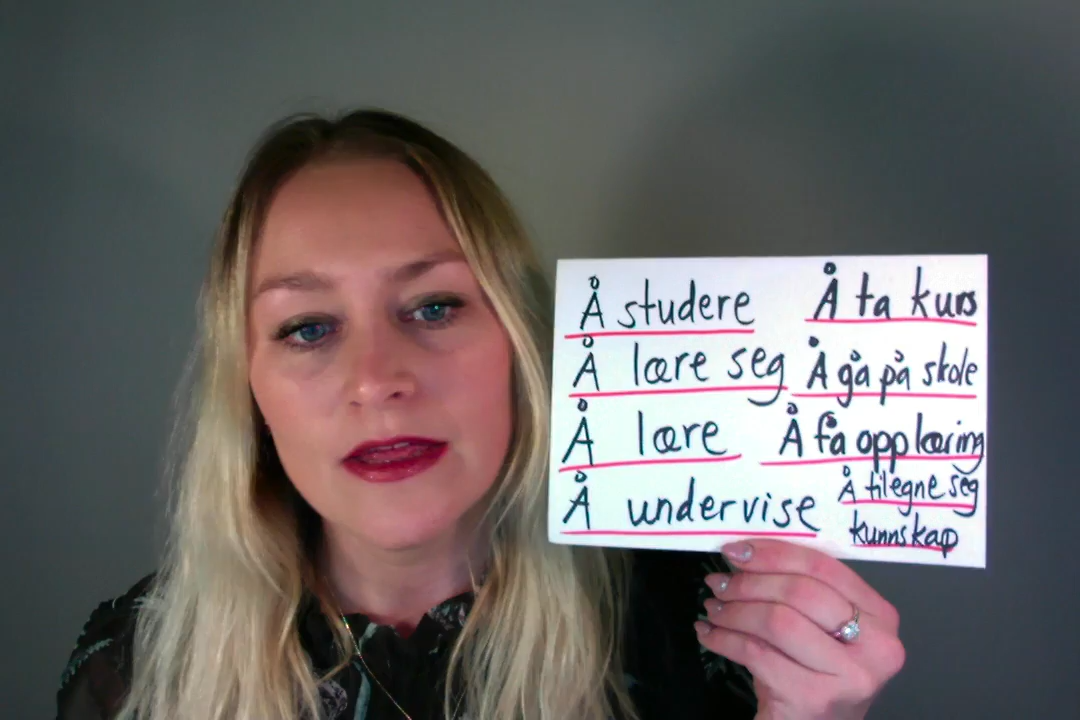 Å studere
Å lære seg
Å lære
Å undervise
Å ta kurs
Å gå på skole
Å få opplæring
Å tilegne seg
kunnskap